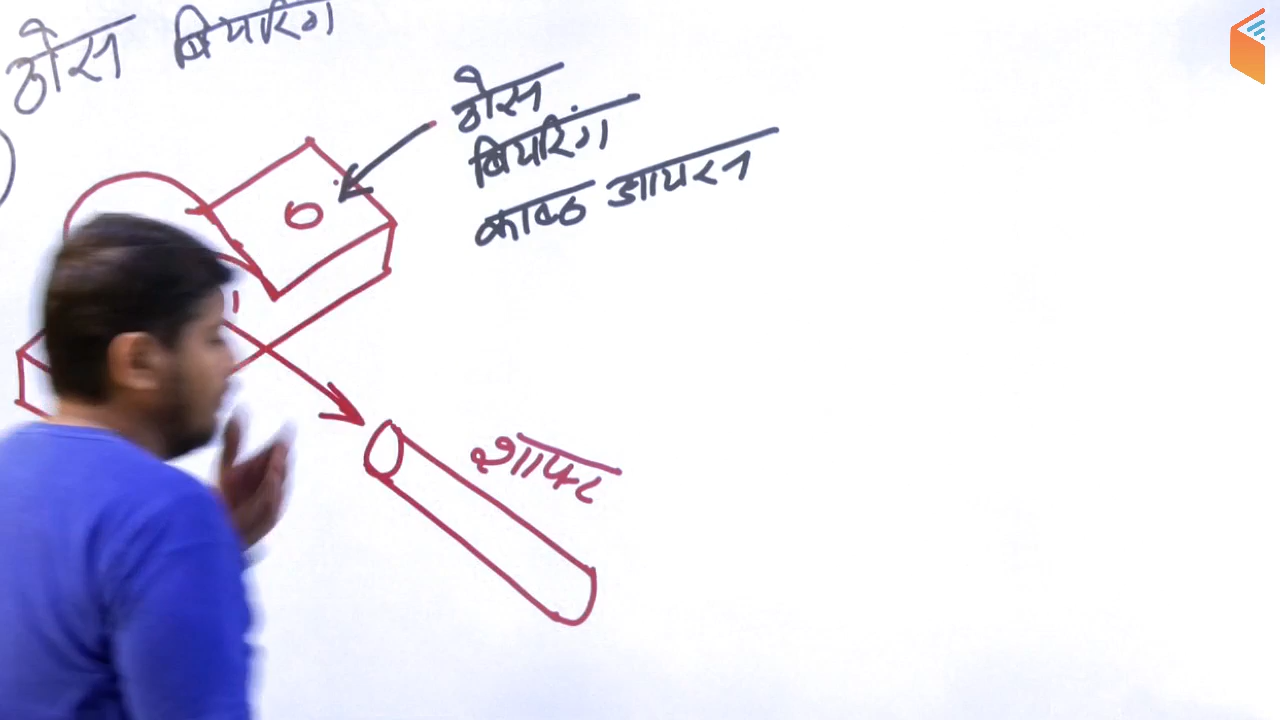 ठोस बियरिंग
ठोस
बियरिंग
कास्ट आयरन
शाफ्ट